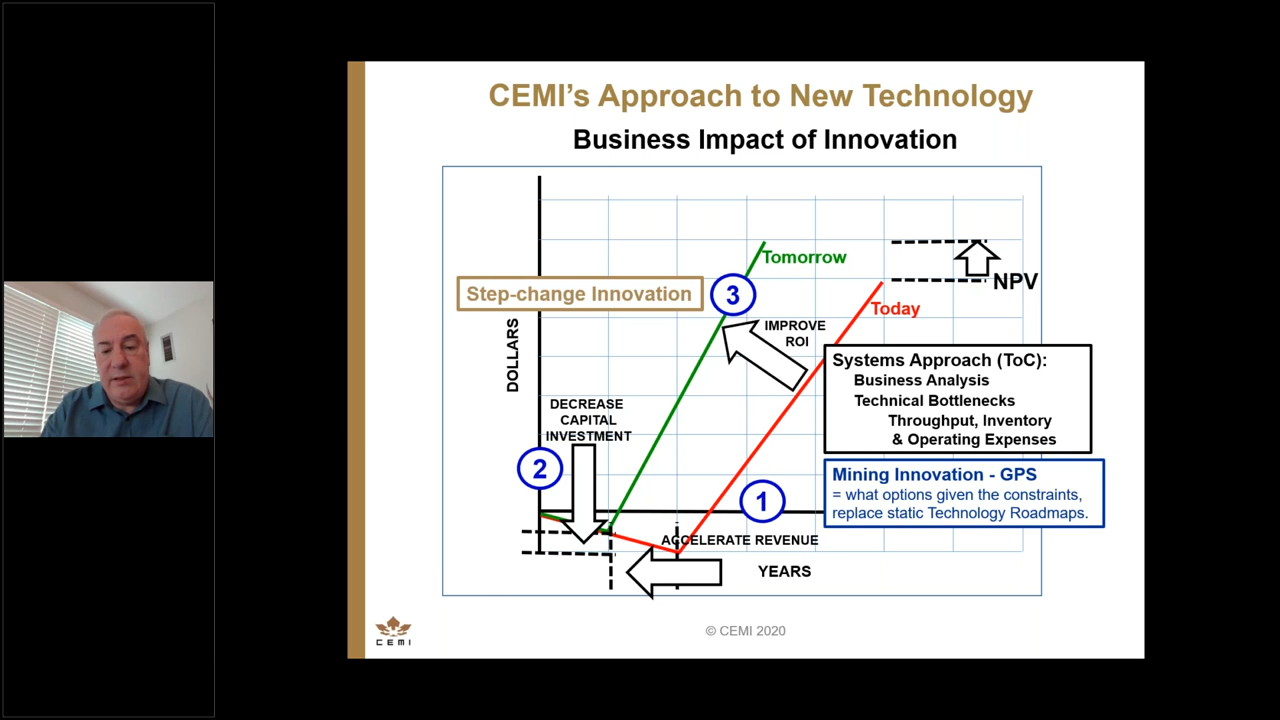 CEMI's Approach to New Technology
Business Impact of Innovation
Tomorrow
NPV
Step-change Innovation
3
Today
DOLLARS
IMPROVE
ROI
Systems Approach (ToC):
Business Analysis
Technical Bottlenecks
Throughput, Inventory
& Operating Expenses
DECREASE
CAPITAL
INVESTMENT
2
1
Mining Innovation - GPS
= what options given the constraints,
replace static Technology Roadmaps.
ACCELERATE REVENUE
YEARS
CEMI
© CEMI 2020